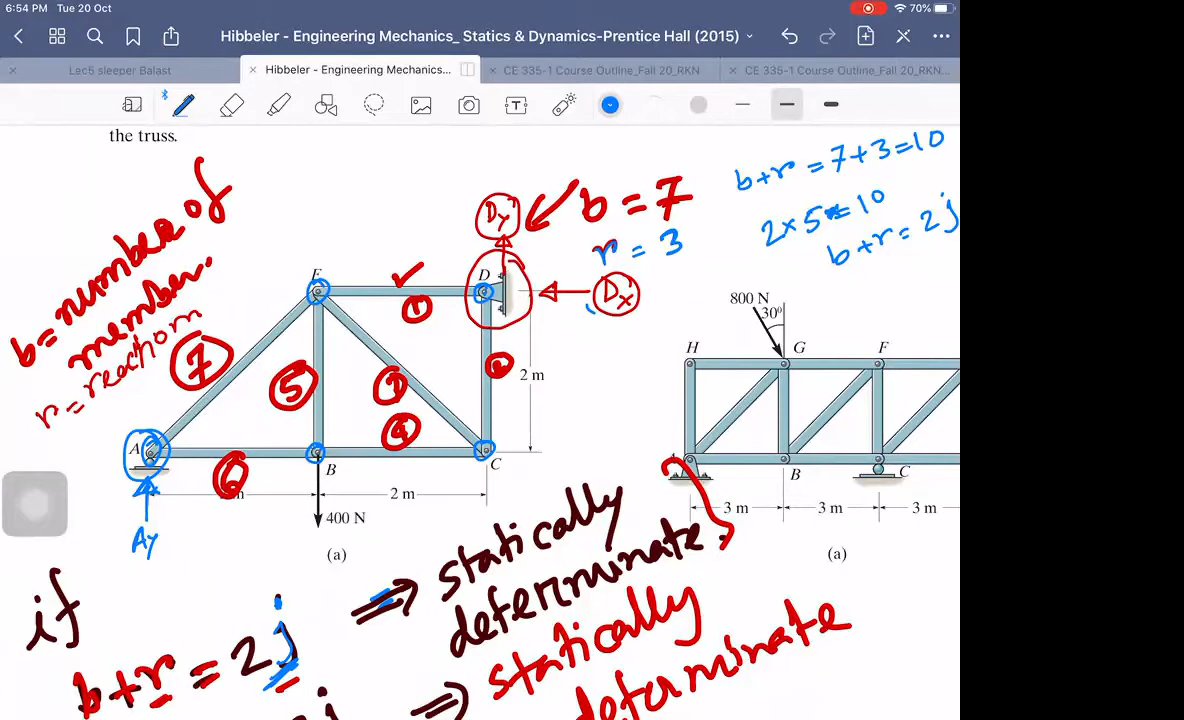 6:54 PM Tue 20 Oct
70%
Hibbeler - Engineering Mechanics_ Statics & Dynamics-Prentice Hall (2015)
Lec5 sleeper Balast
Hibbeler - Engineering Mechanics...
CE 335-1 Course Outline_Fall 20_RKN
CE 335-1 Course Outline_Fall 20_RKN...
the truss.
b+r = 7+3=10
2×5=10
b+r = 2j
b = number of
member.
r = reaction
Dy
b = 7
r = 3
Dx
E
D
1
2
3
4
5
6
7
2 m
A
B
C
2 m
400 N
Ay
(a)
800 N
30°
H
G
F
B
C
3 m
3 m
3 m
(a)
if
b+r = 2j
⇒ statically
determinate
⇒ statically
determinate